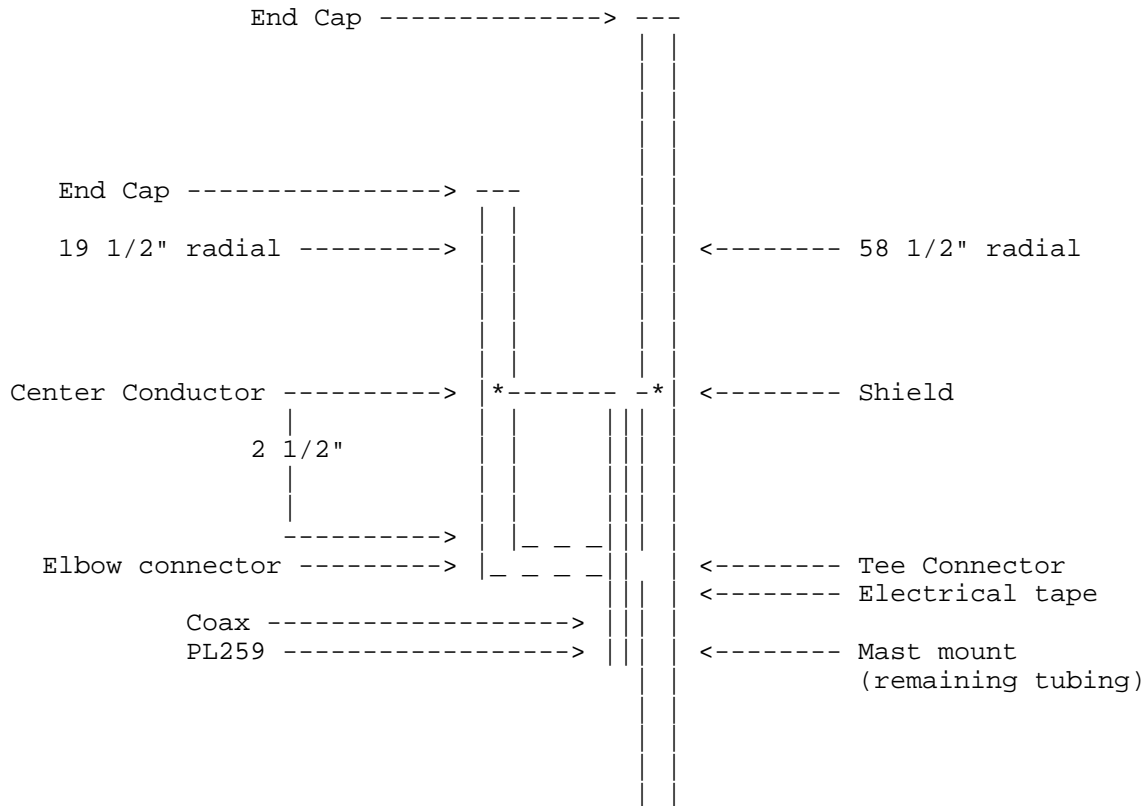 End Cap --------------> ---
End Cap ----------------> ---
19 1/2" radial ---------> <-------- 58 1/2" radial
Center Conductor ----------> |*------- -*| <-------- Shield
2 1/2"
----------> | |_ _ _|
Elbow connector --------> |_ _ _ _|| <-------- Tee Connector
<-------- Electrical tape
Coax ------------------->
PL259 ------------------> <-------- Mast mount
(remaining tubing)